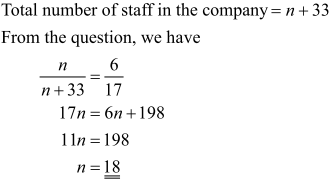 Total number of staff in the company = n + 33
From the question, we have
n/(n + 33) = 6/17
17n = 6n + 198
11n = 198
n = 18